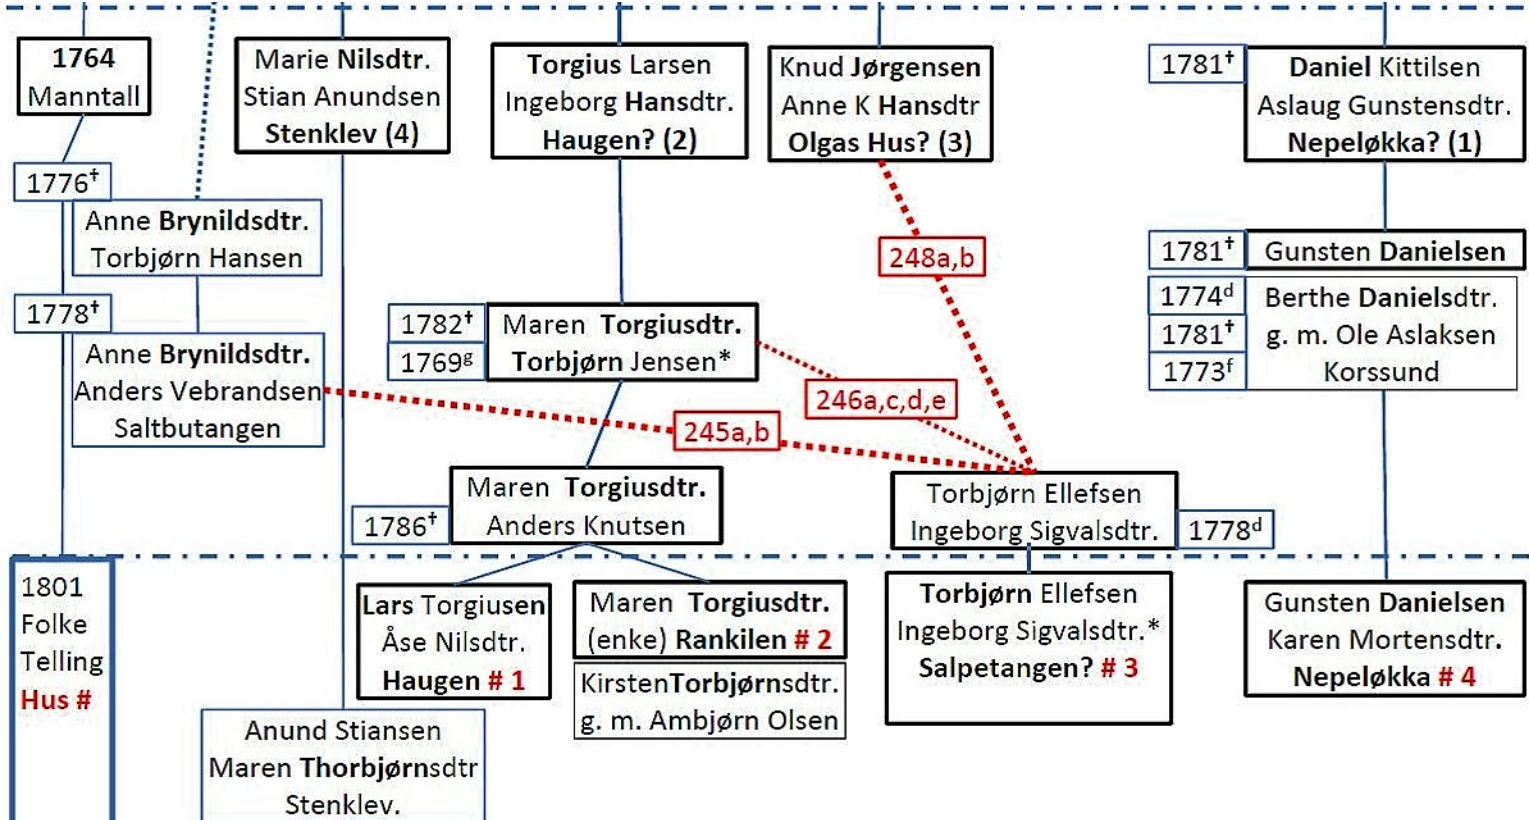 1764
Manntall
Marie Nilsdtr.
Stian Anundsen
Stenklev (4)
Torgius Larsen
Ingeborg Hansdtr.
Haugen? (2)
Knud Jørgensen
Anne K Hansdtr
Olgas Hus? (3)
1781†
Daniel Kittilsen
Aslaug Gunstensdtr.
Nepeløkka? (1)
1776†
Anne Brynildsdtr.
Torbjørn Hansen
248a,b
1781†
Gunsten Danielsen
1774d
1781†
1773f
Berthe Danielsdtr.
g. m. Ole Aslaksen
Korssund
1778†
Anne Brynildsdtr.
Anders Vebrandsen
Saltbutangen
1782†
1769g
Maren Torgiusdtr.
Torbjørn Jensen*
246a,c,d,e
245a,b
Maren Torgiusdtr.
Anders Knutsen
1786†
Torbjørn Ellefsen
Ingeborg Sigvalsdtr.
1778d
1801
Folke
Telling
Hus #
Lars Torgiusen
Åse Nilsdtr.
Haugen # 1
Maren Torgiusdtr.
(enke) Rankilen # 2
KirstenTorbjørnsdtr.
g. m. Ambjørn Olsen
Torbjørn Ellefsen
Ingeborg Sigvalsdtr.*
Salpetangen? # 3
Gunsten Danielsen
Karen Mortensdtr.
Nepeløkka # 4
Anund Stiansen
Maren Thorbjørnsdtr
Stenklev.